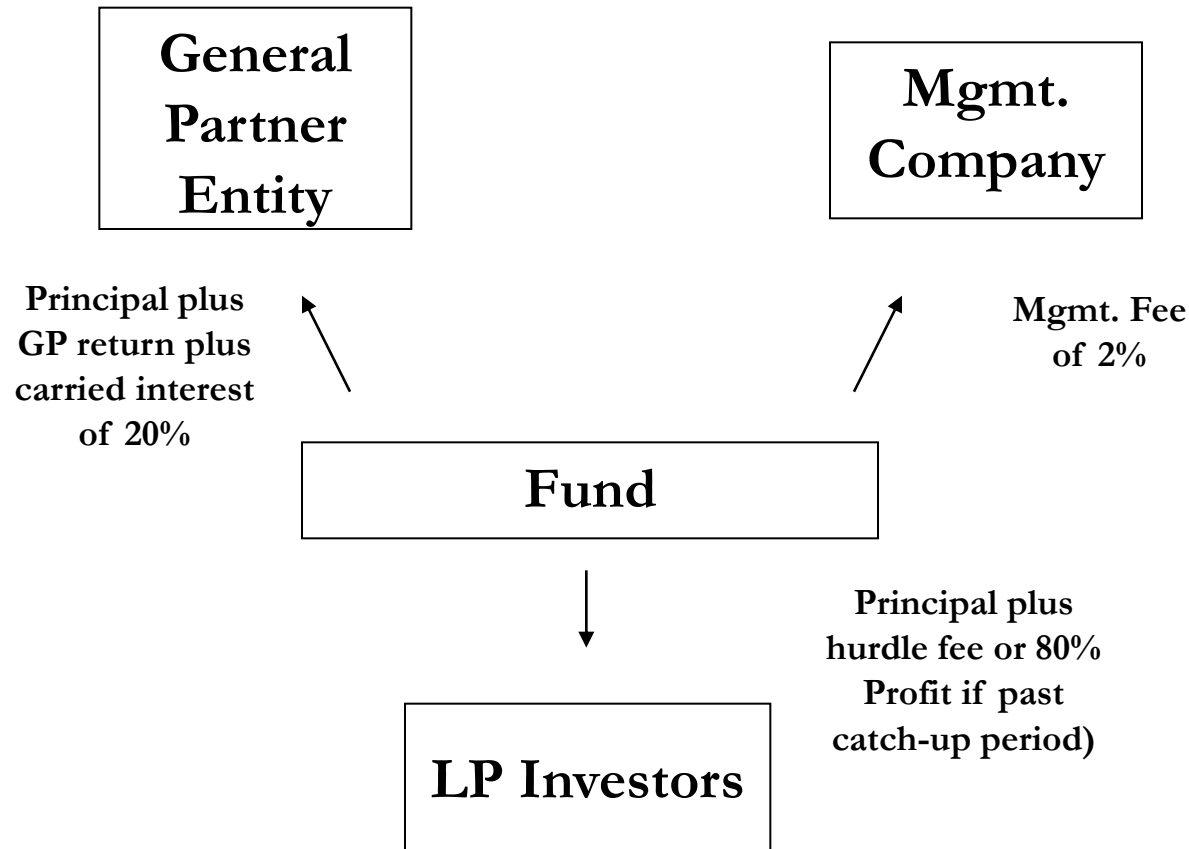 General
Partner
Entity
Mgmt.
Company
Principal plus
GP return plus
carried interest
of 20%
Mgmt. Fee
of 2%
Fund
Principal plus
hurdle fee or 80%
Profit if past
catch-up period)
LP Investors